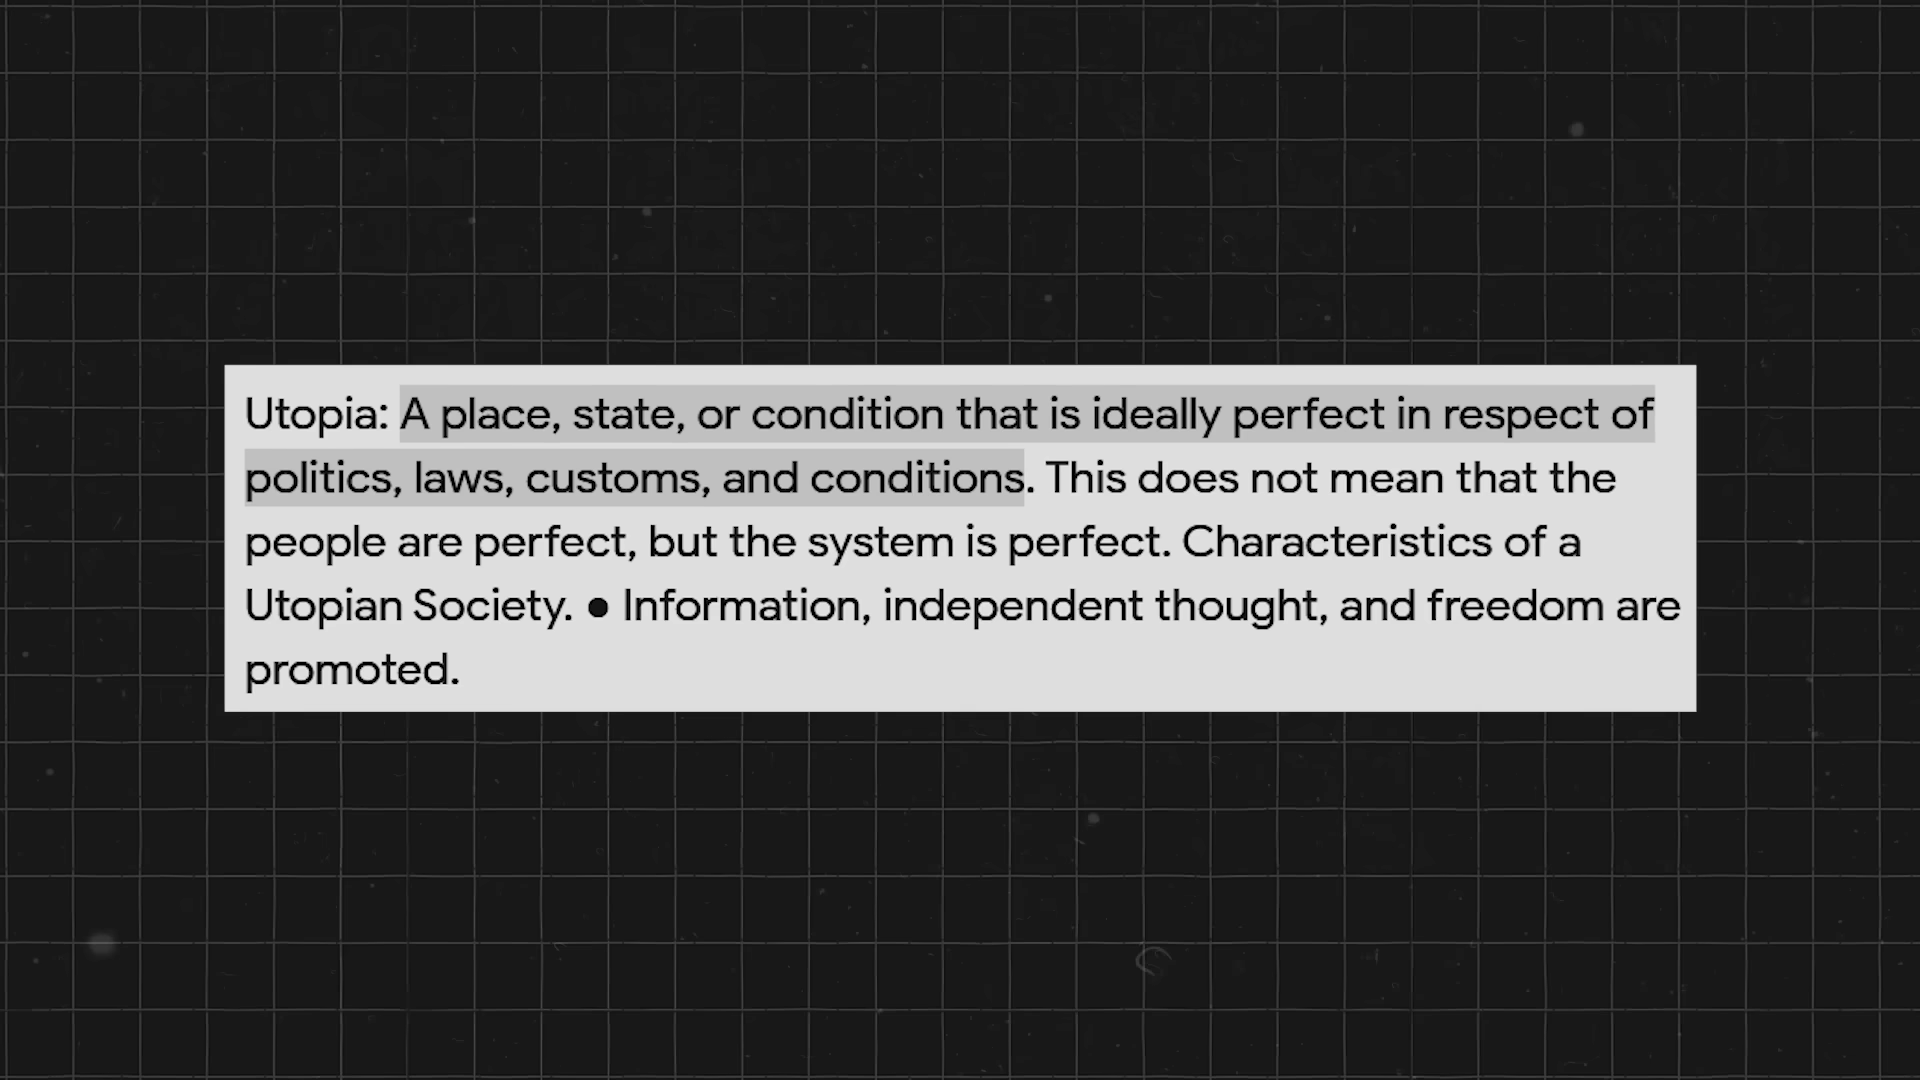 Utopia: A place, state, or condition that is ideally perfect in respect of
politics, laws, customs, and conditions. This does not mean that the
people are perfect, but the system is perfect. Characteristics of a
Utopian Society. ● Information, independent thought, and freedom are
promoted.